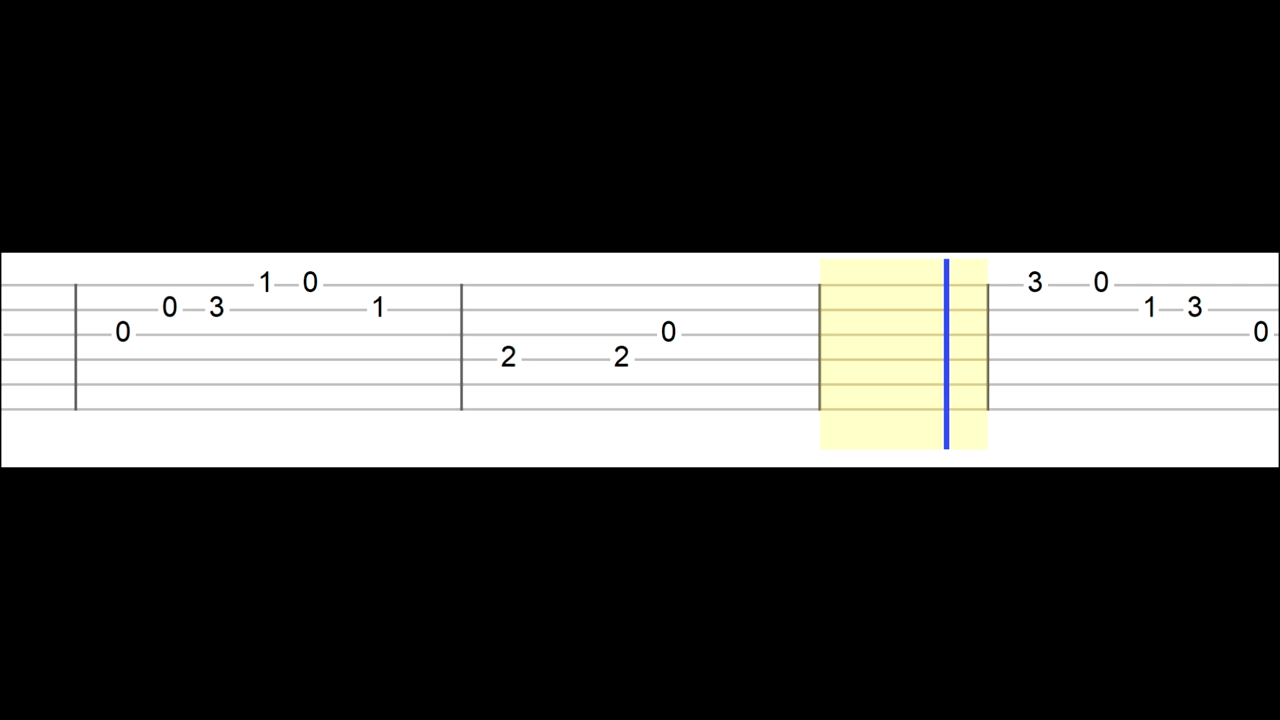 1 0 3 0
0 3 1 1 3
0 0 0
2 2